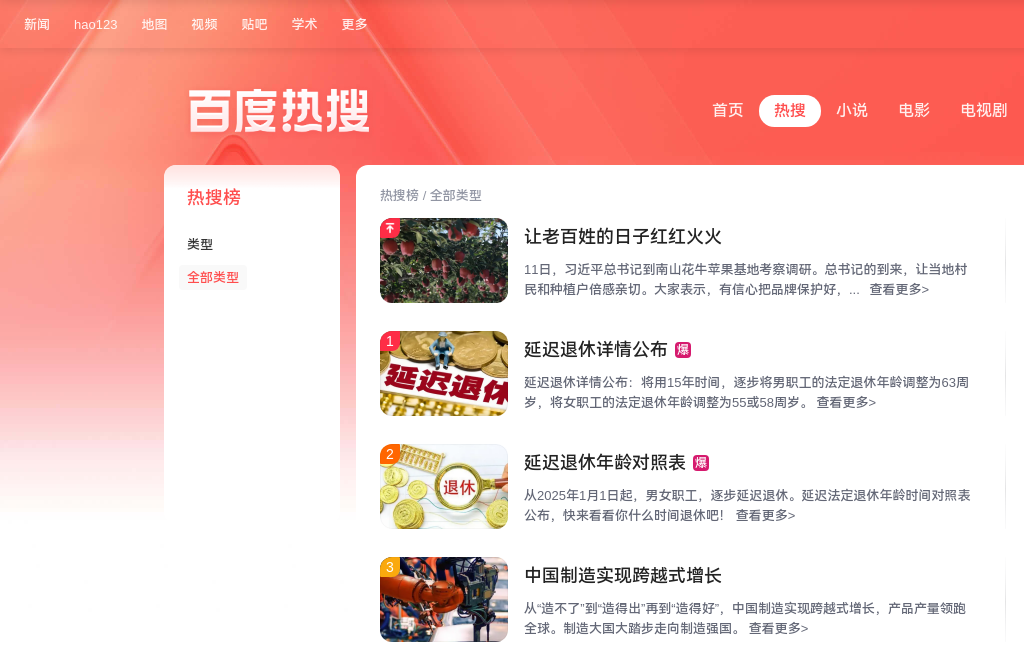 新闻 hao123 地图 视频 贴吧 学术 更多
百度热搜
首页 热搜 小说 电影 电视剧
热搜榜
类型
全部类型
热搜榜 / 全部类型
让老百姓的日子红红火火
11日，习近平总书记到南山花牛苹果基地考察调研。总书记的到来，让当地村
民和种植户倍感亲切。大家表示，有信心把品牌保护好，... 查看更多>
1
延迟退休
延迟退休详情公布 爆
延迟退休详情公布：将用15年时间，逐步将男职工的法定退休年龄调整为63周
岁，将女职工的法定退休年龄调整为55或58周岁。 查看更多>
2
退休
延迟退休年龄对照表 爆
从2025年1月1日起，男女职工，逐步延迟退休。延迟法定退休年龄时间对照表
公布，快来看看你什么时间退休吧！ 查看更多>
3
中国制造实现跨越式增长
从“造不了”到“造得出”再到“造得好”，中国制造实现跨越式增长，产品产量领跑
全球。制造大国大踏步走向制造强国。 查看更多>